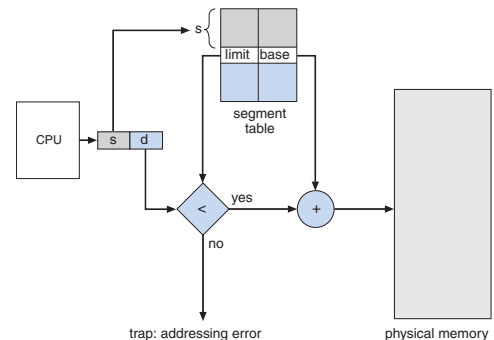 s
limit base
segment
table
CPU
s d
<
yes
+
no
trap: addressing error
physical memory